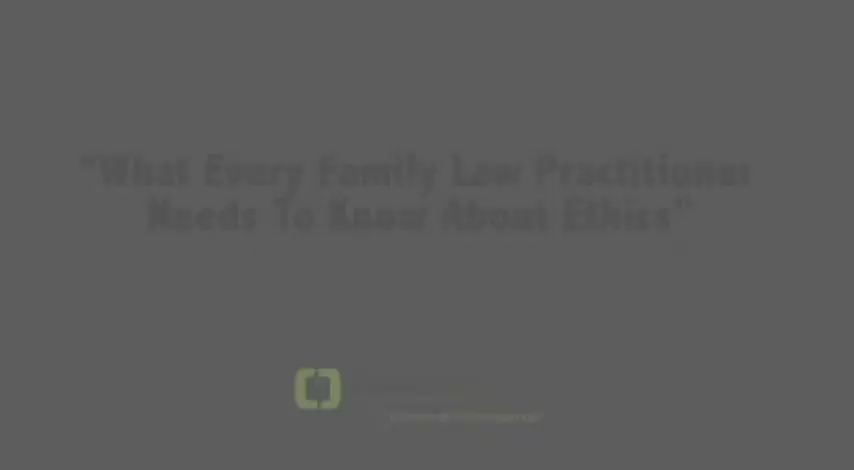 "What Every Family Law Practitioner
Needs To Know About Ethics"